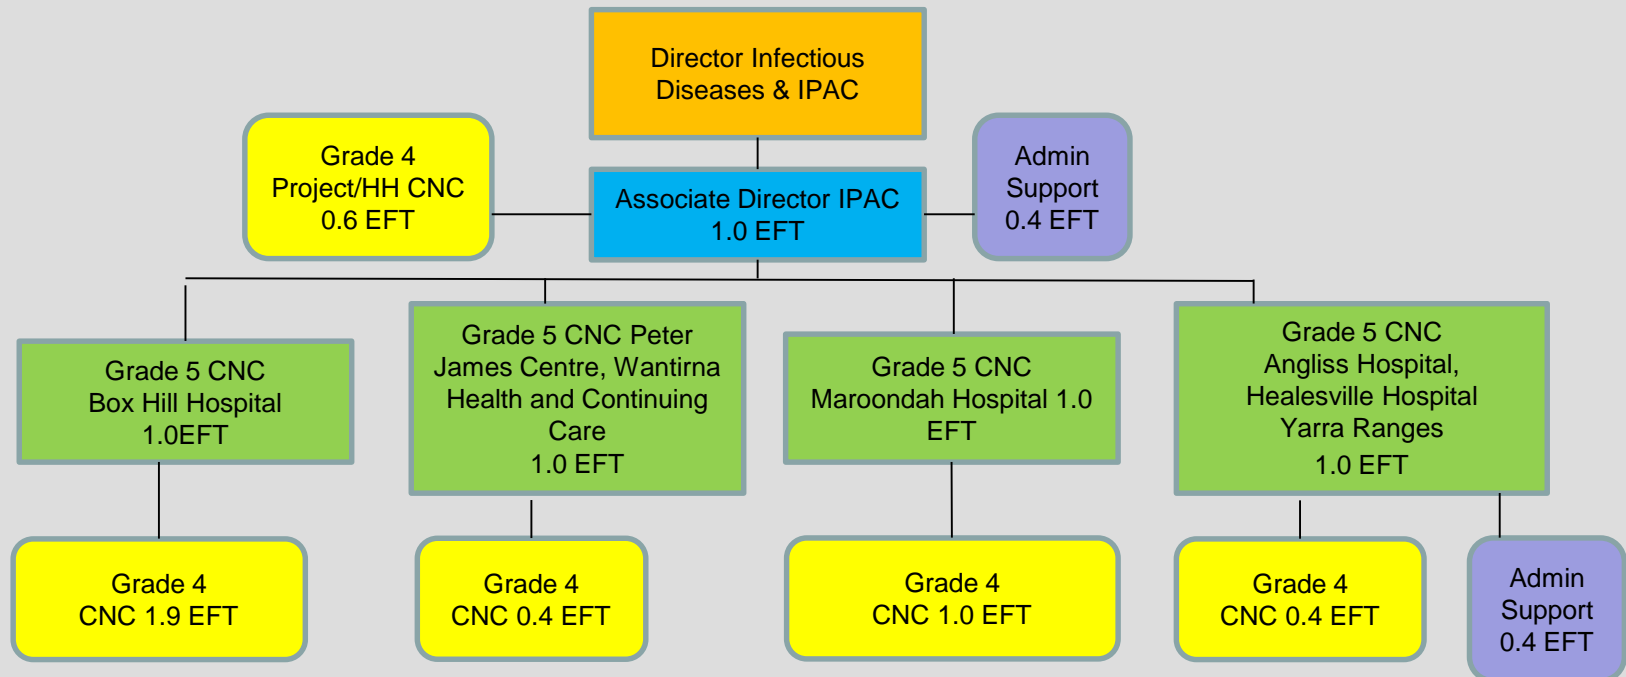 Director Infectious
Diseases & IPAC
Grade 4
Project/HH CNC
0.6 EFT
Associate Director IPAC
1.0 EFT
Admin
Support
0.4 EFT
Grade 5 CNC
Box Hill Hospital
1.0EFT
Grade 5 CNC Peter
James Centre, Wantirna
Health and Continuing
Care
1.0 EFT
Grade 5 CNC
Maroondah Hospital 1.0
EFT
Grade 5 CNC
Angliss Hospital,
Healesville Hospital
Yarra Ranges
1.0 EFT
Grade 4
CNC 1.9 EFT
Grade 4
CNC 0.4 EFT
Grade 4
CNC 1.0 EFT
Grade 4
CNC 0.4 EFT
Admin
Support
0.4 EFT